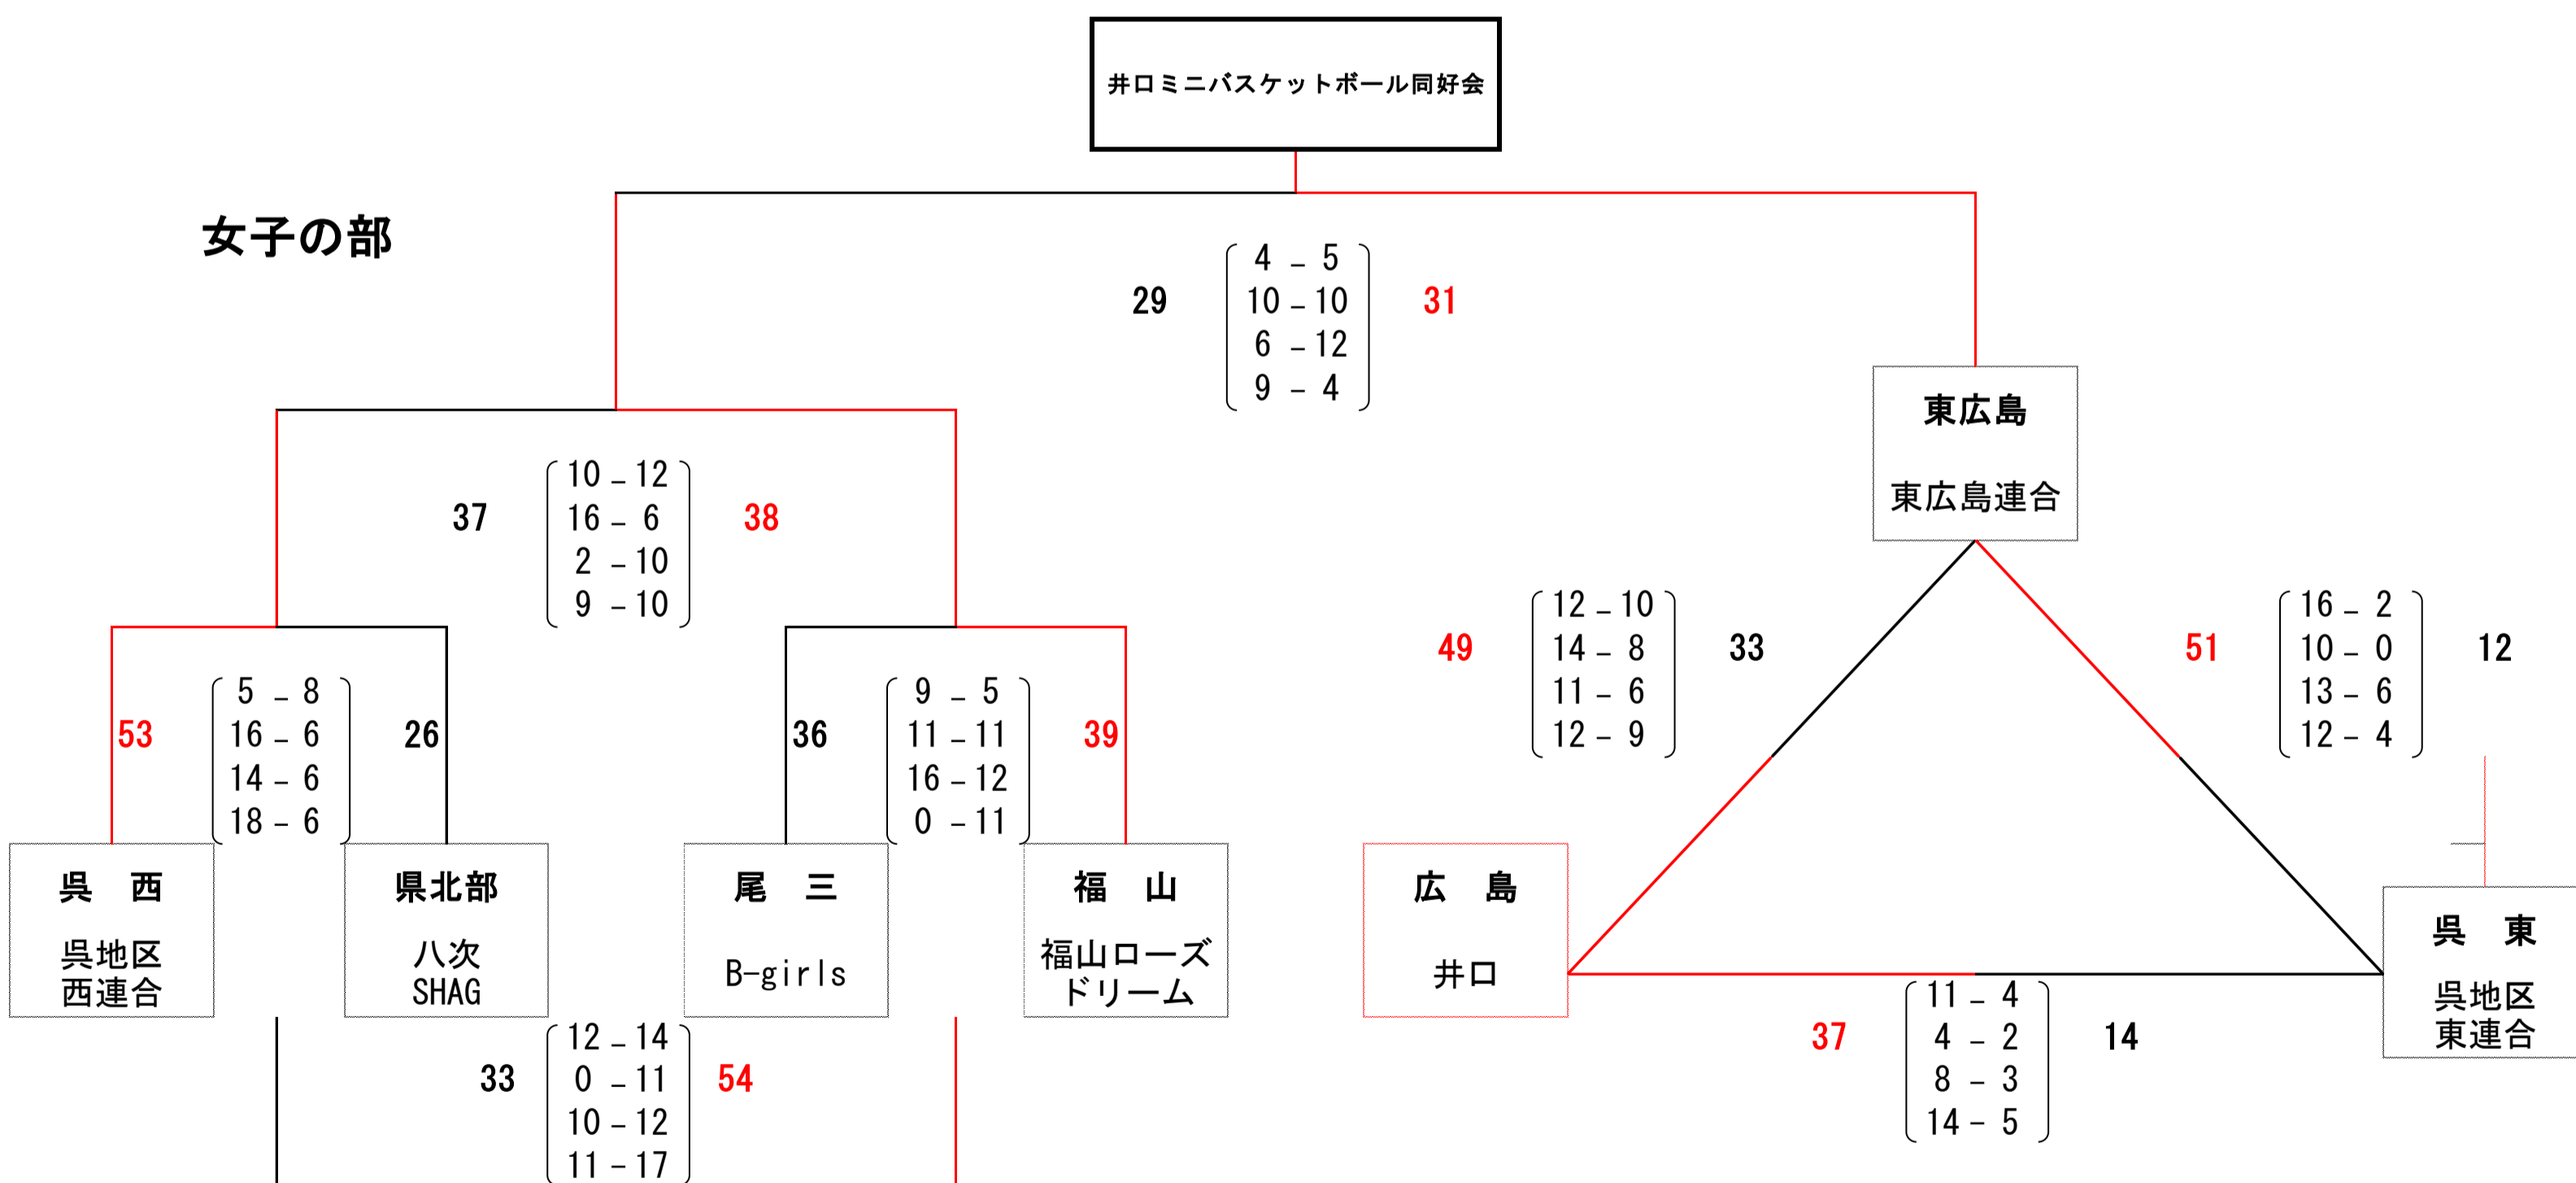 井口ミニバスケットボール同好会
女子の部
29
4 - 5
10 - 10
6 - 12
9 - 4
31
東広島
東広島連合
37
10 - 12
16 - 6
2 - 10
9 - 10
38
49
12 - 10
14 - 8
11 - 6
12 - 9
33
51
16 - 2
10 - 0
13 - 6
12 - 4
12
53
5 - 8
16 - 6
14 - 6
18 - 6
26
36
9 - 5
11 - 11
16 - 12
0 - 11
39
呉 西
呉地区
西連合
県北部
八次
SHAG
尾 三
B-girls
福 山
福山ローズ
ドリーム
広 島
井口
呉 東
呉地区
東連合
33
12 - 14
0 - 11
10 - 12
11 - 17
54
37
11 - 4
4 - 2
8 - 3
14 - 5
14